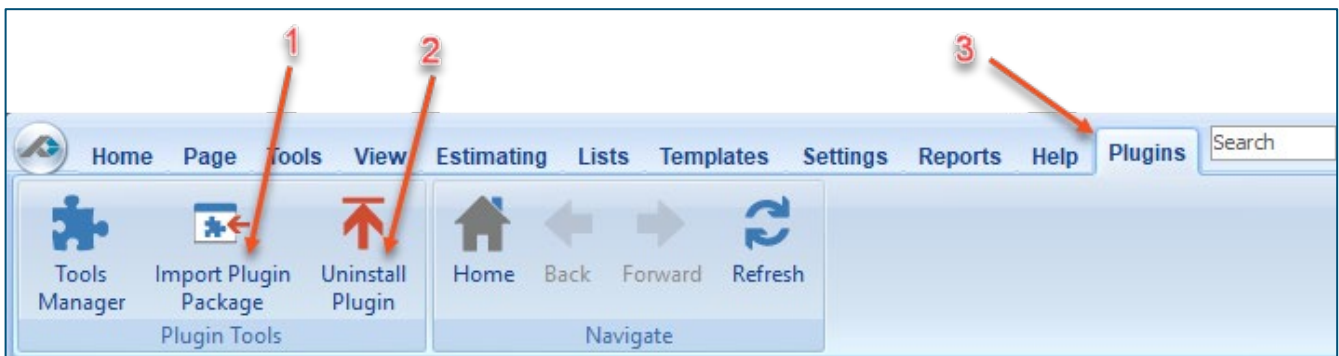 1 2 3
Home Page Tools View Estimating Lists Templates Settings Reports Help Plugins Search
Tools Manager
Import Plugin Package
Uninstall Plugin
Home Back Forward Refresh
Plugin Tools
Navigate